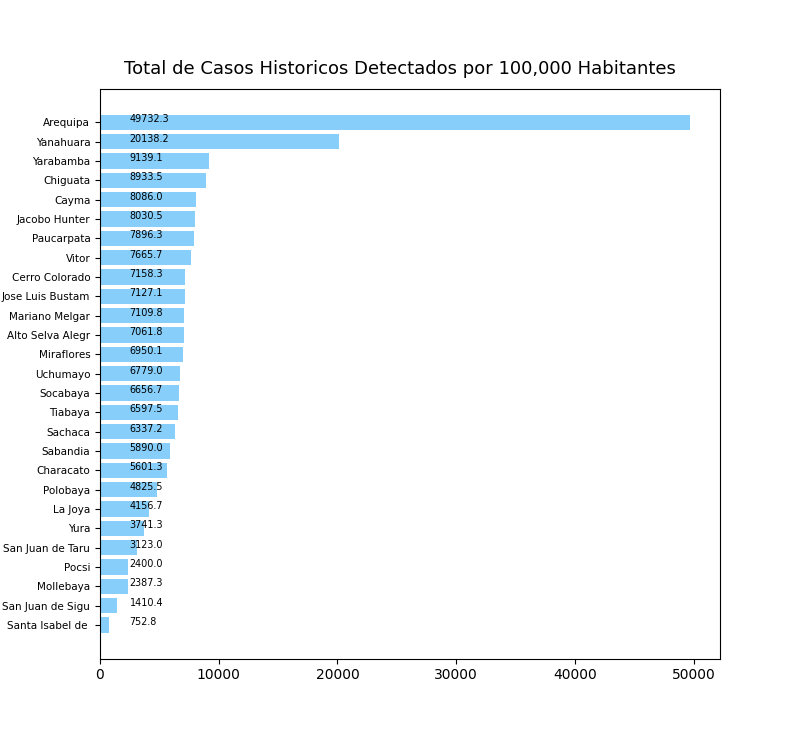 Total de Casos Historicos Detectados por 100,000 Habitantes
Arequipa 49732.3
Yanahuara 20138.2
Yarabamba 9139.1
Chiguata 8933.5
Cayma 8086.0
Jacobo Hunter 8030.5
Paucarpata 7896.3
Vitor 7665.7
Cerro Colorado 7158.3
Jose Luis Bustam 7127.1
Mariano Melgar 7109.8
Alto Selva Alegr 7061.8
Miraflores 6950.1
Uchumayo 6779.0
Socabaya 6656.7
Tiabaya 6597.5
Sachaca 6337.2
Sabandia 5890.0
Characato 5601.3
Polobaya 4825.5
La Joya 4156.7
Yura 3741.3
San Juan de Taru 3123.0
Pocsi 2400.0
Mollebaya 2387.3
San Juan de Sigu 1410.4
Santa Isabel de 752.8
0 10000 20000 30000 40000 50000